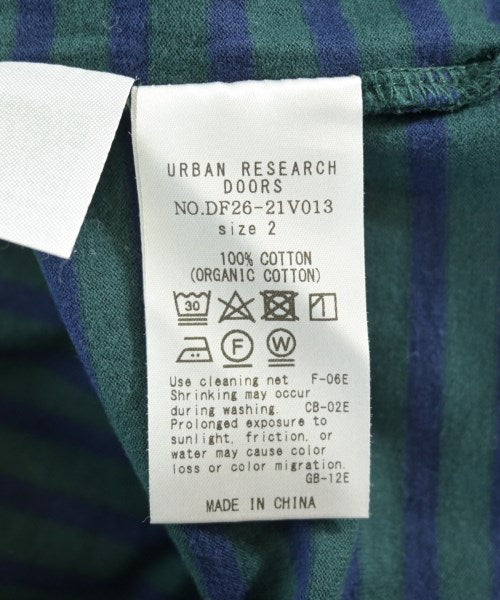 URBAN RESEARCH
DOORS
NO.DF26-21V013
size 2
100% COTTON
(ORGANIC COTTON)
30
F W
Use cleaning net F-06E
Shrinking may occur
during washing. CB-02E
Prolonged exposure to
sunlight, friction, or
water may cause color
loss or color migration.
GB-12E
MADE IN CHINA